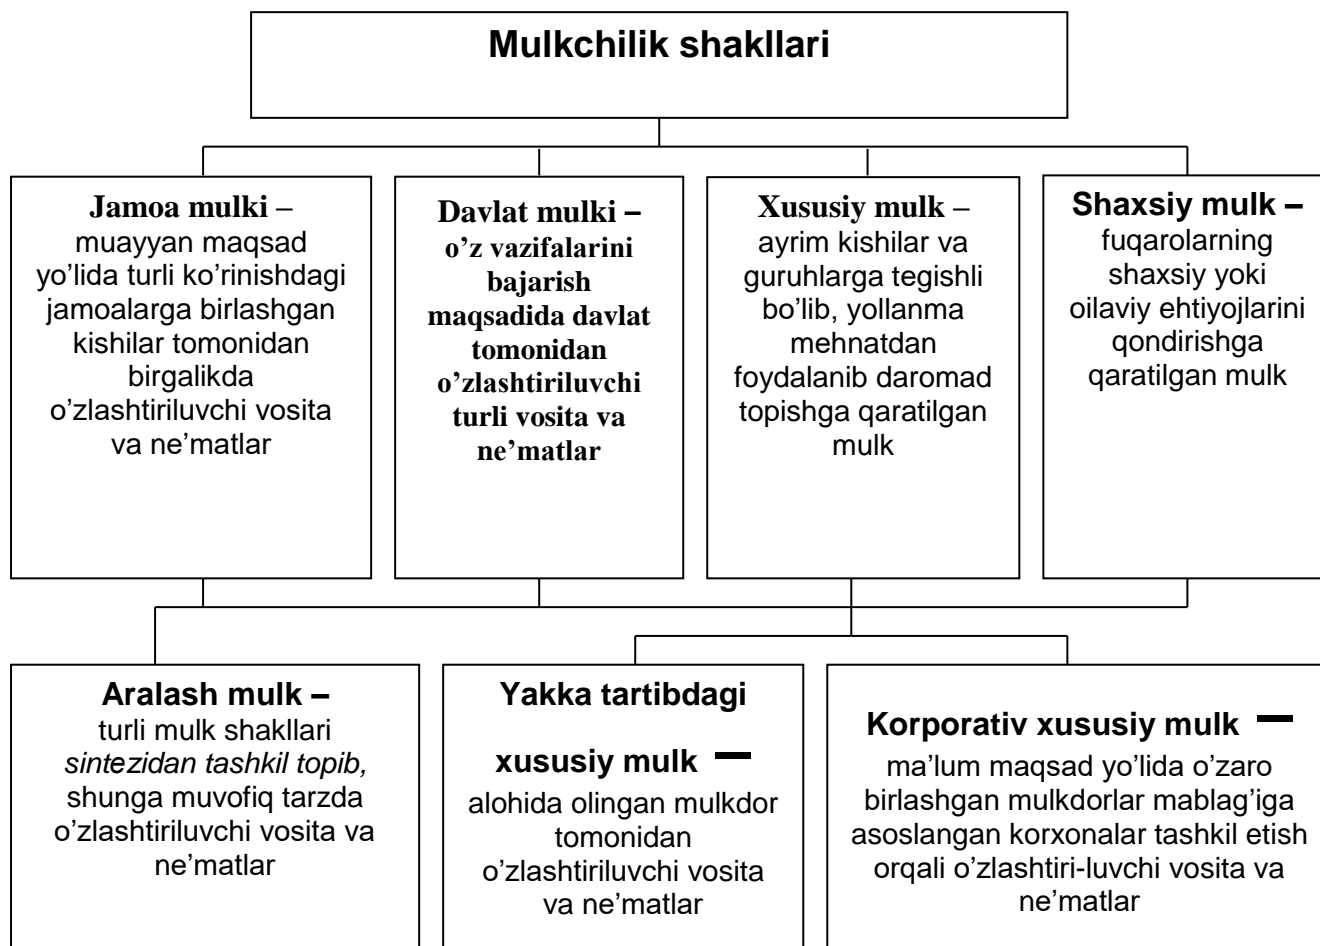 Mulkchilik shakllari
Jamoa mulki –
muayyan maqsad
yo’lida turli ko’rinishdagi
jamoalarga birlashgan
kishilar tomonidan
birgalikda
o’zlashtiriluvchi vosita
va ne’matlar
Davlat mulki –
o’z vazifalarini
bajarish
maqsadida davlat
tomonidan
o’zlashtiriluvchi
turli vosita va
ne’matlar
Xususiy mulk –
ayrim kishilar va
guruhlarga tegishli
bo’lib, yollanma
mehnatdan
foydalanib daromad
topishga qaratilgan
mulk
Shaxsiy mulk –
fuqarolarning
shaxsiy yoki
oilaviy ehtiyojlarini
qondirishga
qaratilgan mulk
Aralash mulk –
turli mulk shakllari
sintezidan tashkil topib,
shunga muvofiq tarzda
o’zlashtiriluvchi vosita va
ne’matlar
Yakka tartibdagi
xususiy mulk –
alohida olingan mulkdor
tomonidan
o’zlashtiriluvchi vosita
va ne’matlar
Korporativ xususiy mulk –
ma’lum maqsad yo’lida o’zaro
birlashgan mulkdorlar mablag’iga
asoslangan korxonalar tashkil etish
orqali o’zlashtiri-luvchi vosita va
ne’matlar